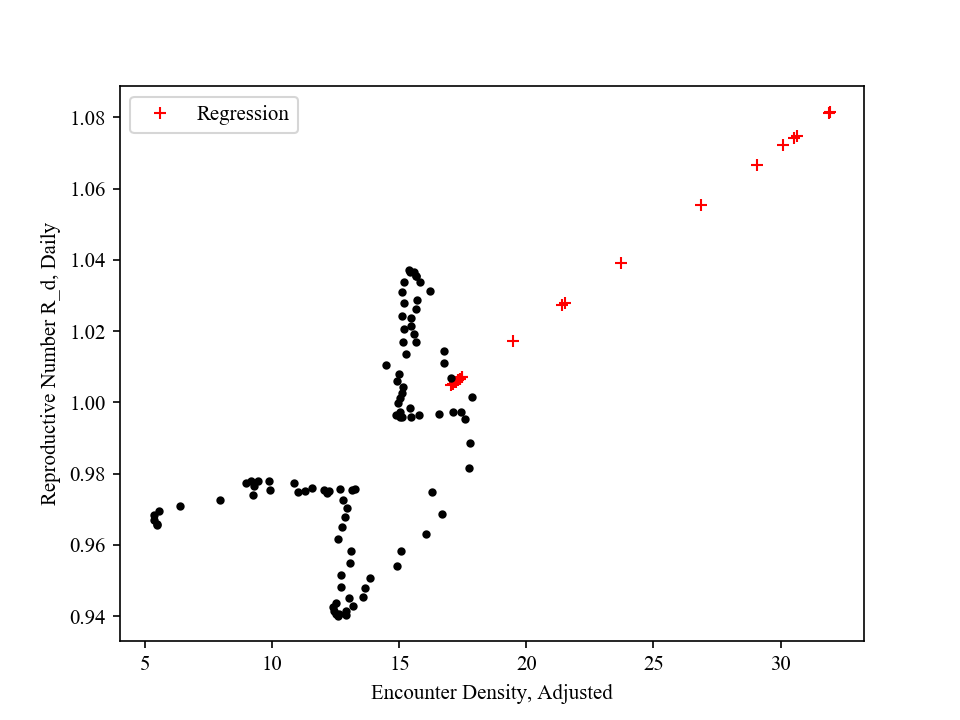 Regression
1.08
1.06
1.04
1.02
1.00
0.98
0.96
0.94
Reproductive Number R_d, Daily
5 10 15 20 25 30
Encounter Density, Adjusted